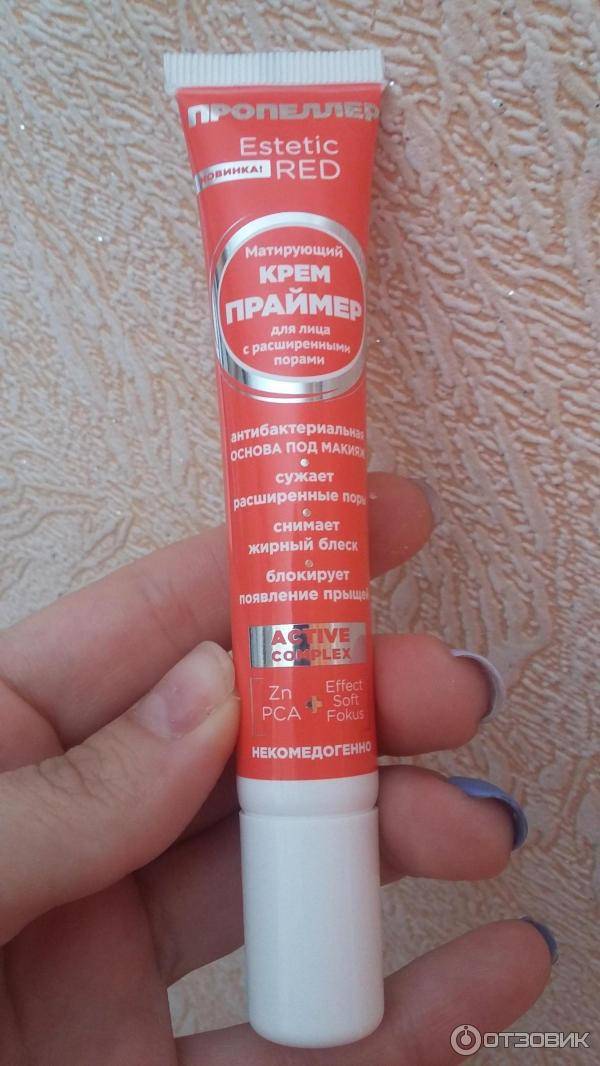 ПРОПЕЛЛЕР
Estetic
НОВИНКА! RED
Матирующий
КРЕМ
ПРАЙМЕР
для лица
с расширенными
порами
антибактериальная
ОСНОВА ПОД МАКИЯЖ
сужает
расширенные поры
снимает
жирный блеск
блокирует
появление прыщей
ACTIVE
COMPLEX
Zn
PCA + Effect
Soft
Fokus
НЕКОМЕДОГЕННО
ОТЗОВИК